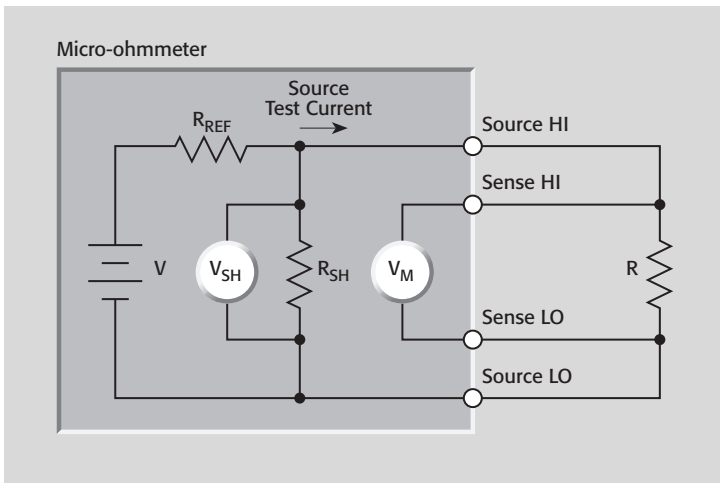 Micro-ohmmeter
Source
Test Current
R_REF
Source HI
Sense HI
V
V_SH
R_SH
V_M
R
Sense LO
Source LO